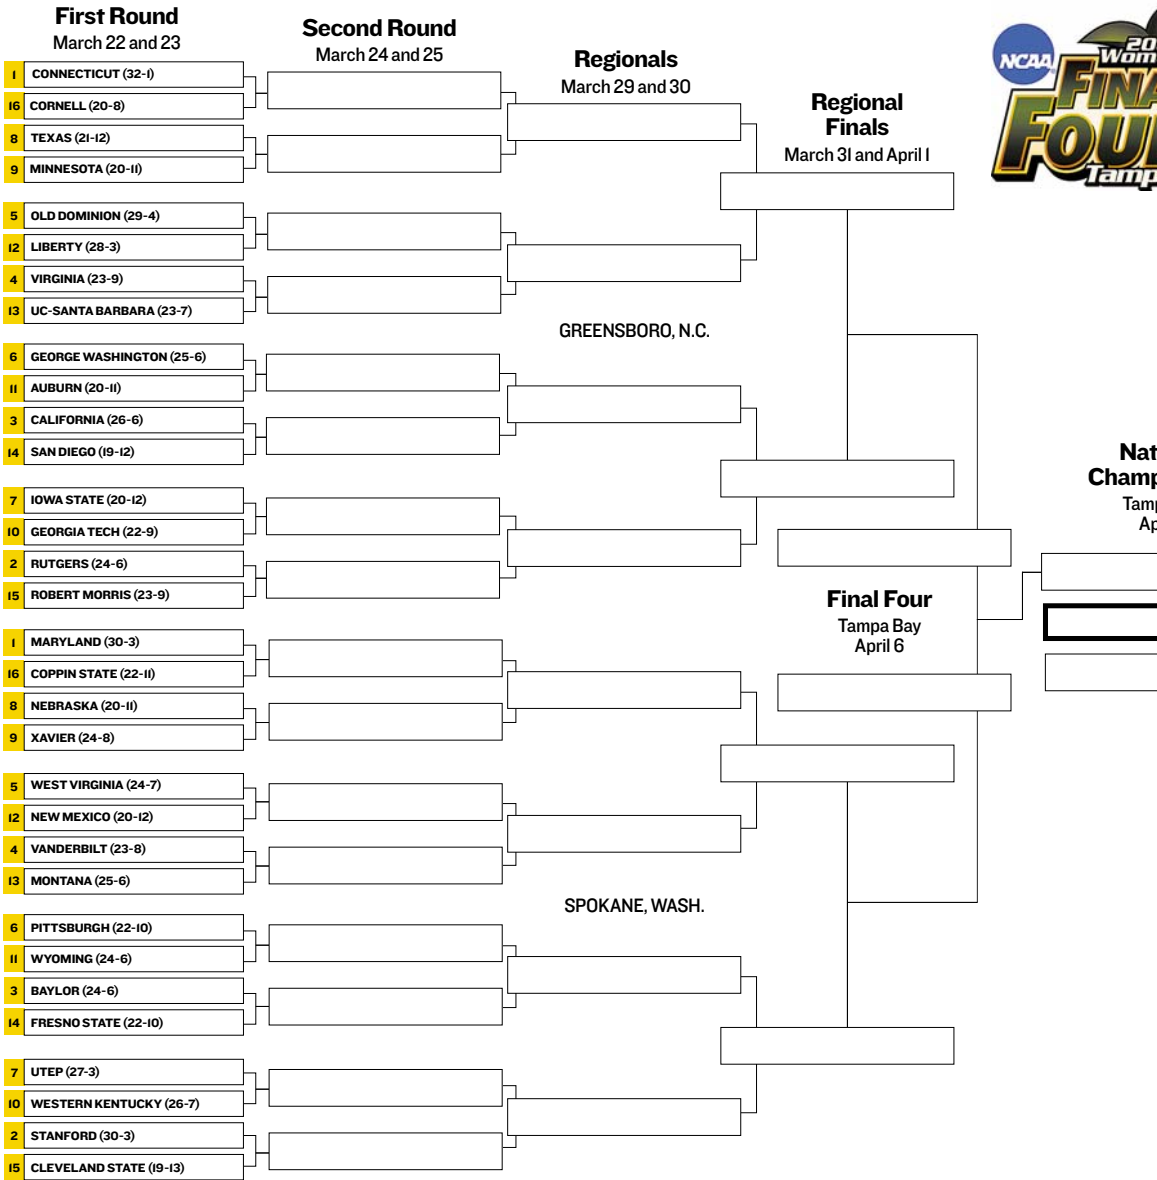 First Round
March 22 and 23
Second Round
March 24 and 25
Regionals
March 29 and 30
Regional
Finals
March 31 and April 1
NCAA
Tamp
1 CONNECTICUT (32-1)
16 CORNELL (20-8)
8 TEXAS (21-12)
9 MINNESOTA (20-11)
5 OLD DOMINION (29-4)
12 LIBERTY (28-3)
4 VIRGINIA (23-9)
13 UC-SANTA BARBARA (23-7)
GREENSBORO, N.C.
6 GEORGE WASHINGTON (25-6)
11 AUBURN (20-11)
3 CALIFORNIA (26-6)
14 SAN DIEGO (19-12)
Nat
Champ
Tamp
Ap
7 IOWA STATE (20-12)
10 GEORGIA TECH (22-9)
2 RUTGERS (24-6)
15 ROBERT MORRIS (23-9)
Final Four
Tampa Bay
April 6
1 MARYLAND (30-3)
16 COPPIN STATE (22-11)
8 NEBRASKA (20-11)
9 XAVIER (24-8)
5 WEST VIRGINIA (24-7)
12 NEW MEXICO (20-12)
4 VANDERBILT (23-8)
13 MONTANA (25-6)
SPOKANE, WASH.
6 PITTSBURGH (22-10)
11 WYOMING (24-6)
3 BAYLOR (24-6)
14 FRESNO STATE (22-10)
7 UTEP (27-3)
10 WESTERN KENTUCKY (26-7)
2 STANFORD (30-3)
15 CLEVELAND STATE (19-13)